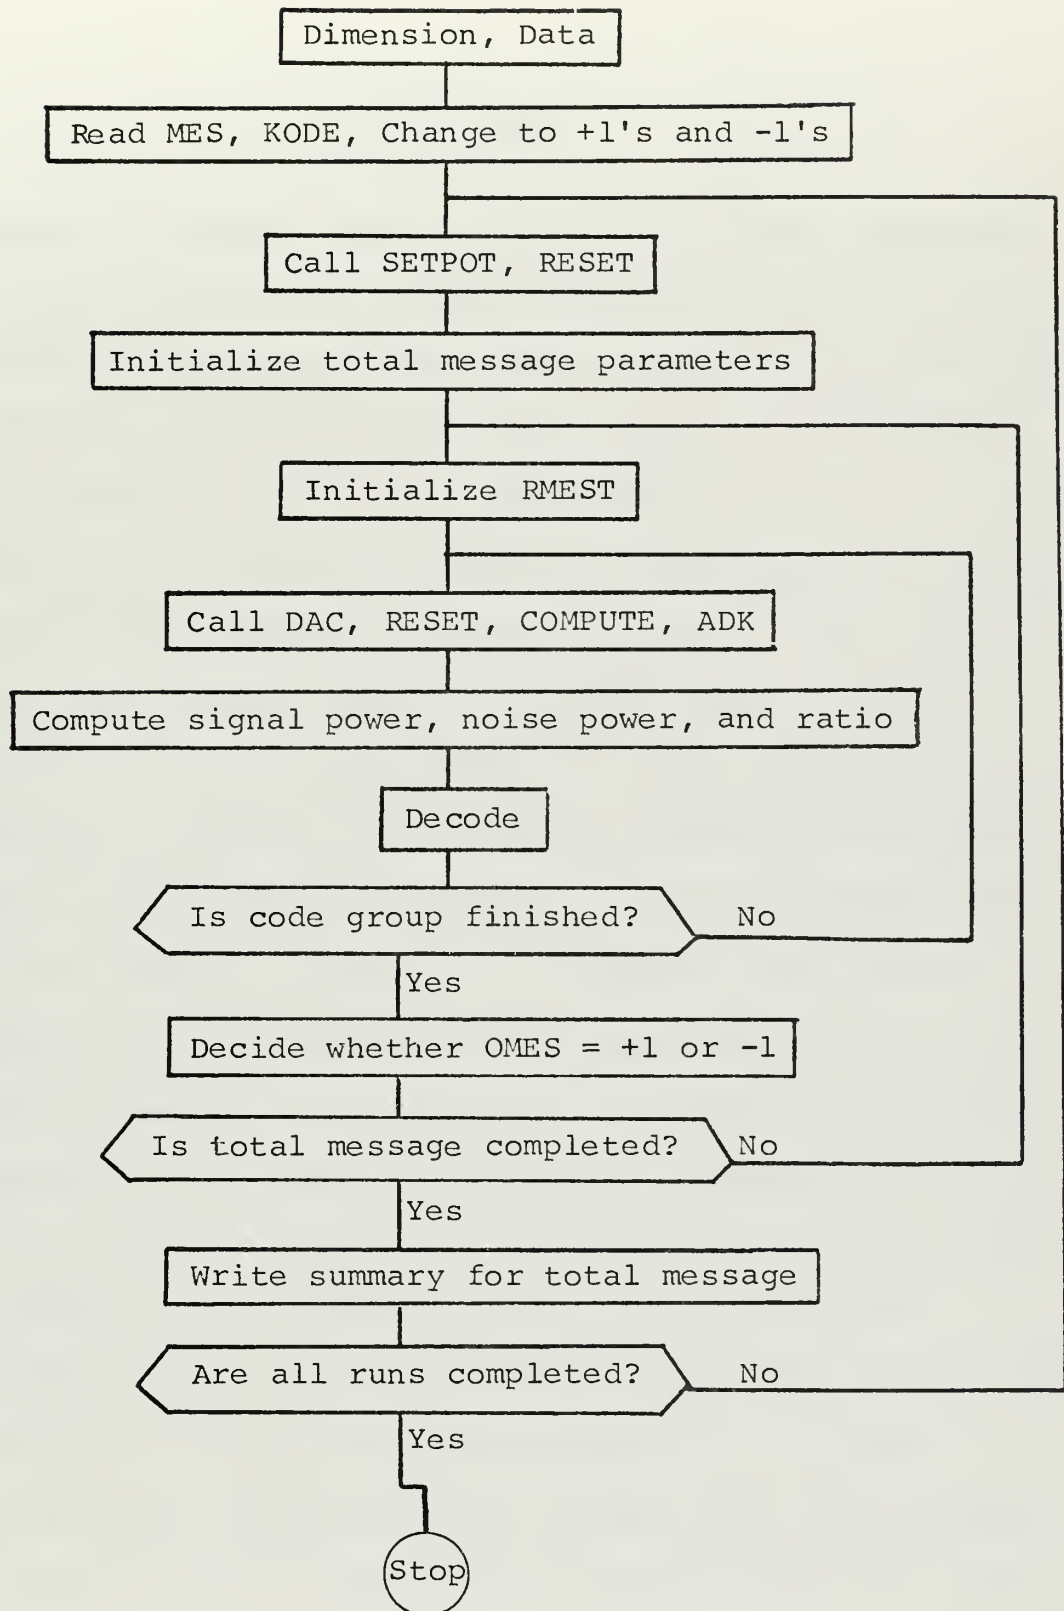 Dimension, Data
Read MES, KODE, Change to +1's and -1's
Call SETPOT, RESET
Initialize total message parameters
Initialize RMEST
Call DAC, RESET, COMPUTE, ADK
Compute signal power, noise power, and ratio
Decode
Is code group finished? No
Yes
Decide whether OMES = +1 or -1
Is total message completed? No
Yes
Write summary for total message
Are all runs completed? No
Yes
Stop